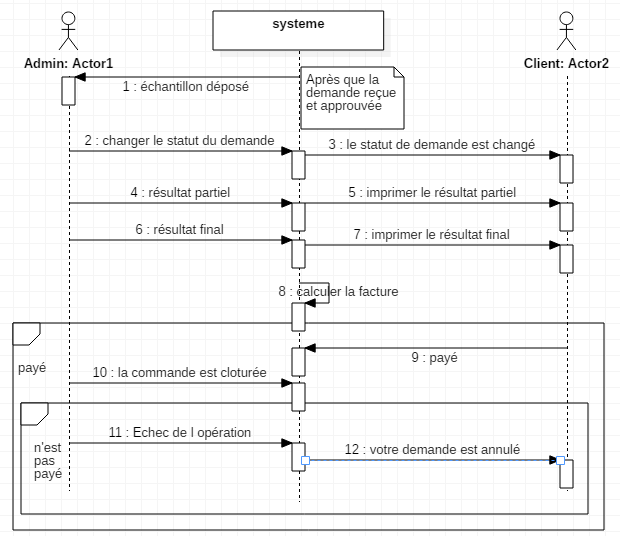 systeme
Admin: Actor1
Client: Actor2
1 : échantillon déposé
Après que la
demande reçue
et approuvée
2 : changer le statut du demande
3 : le statut de demande est changé
4 : résultat partiel
5 : imprimer le résultat partiel
6 : résultat final
7 : imprimer le résultat final
8 : calculer la facture
9 : payé
payé
10 : la commande est cloturée
11 : Echec de l opération
n'est
pas
payé
12 : votre demande est annulé